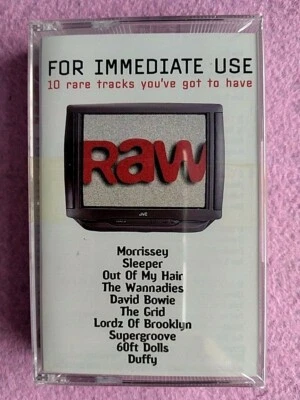 FOR IMMEDIATE USE
10 rare tracks you've got to have
RAW
JVC
Morrissey
Sleeper
Out Of My Hair
The Wannadies
David Bowie
The Grid
Lordz Of Brooklyn
Supergroove
60ft Dolls
Duffy